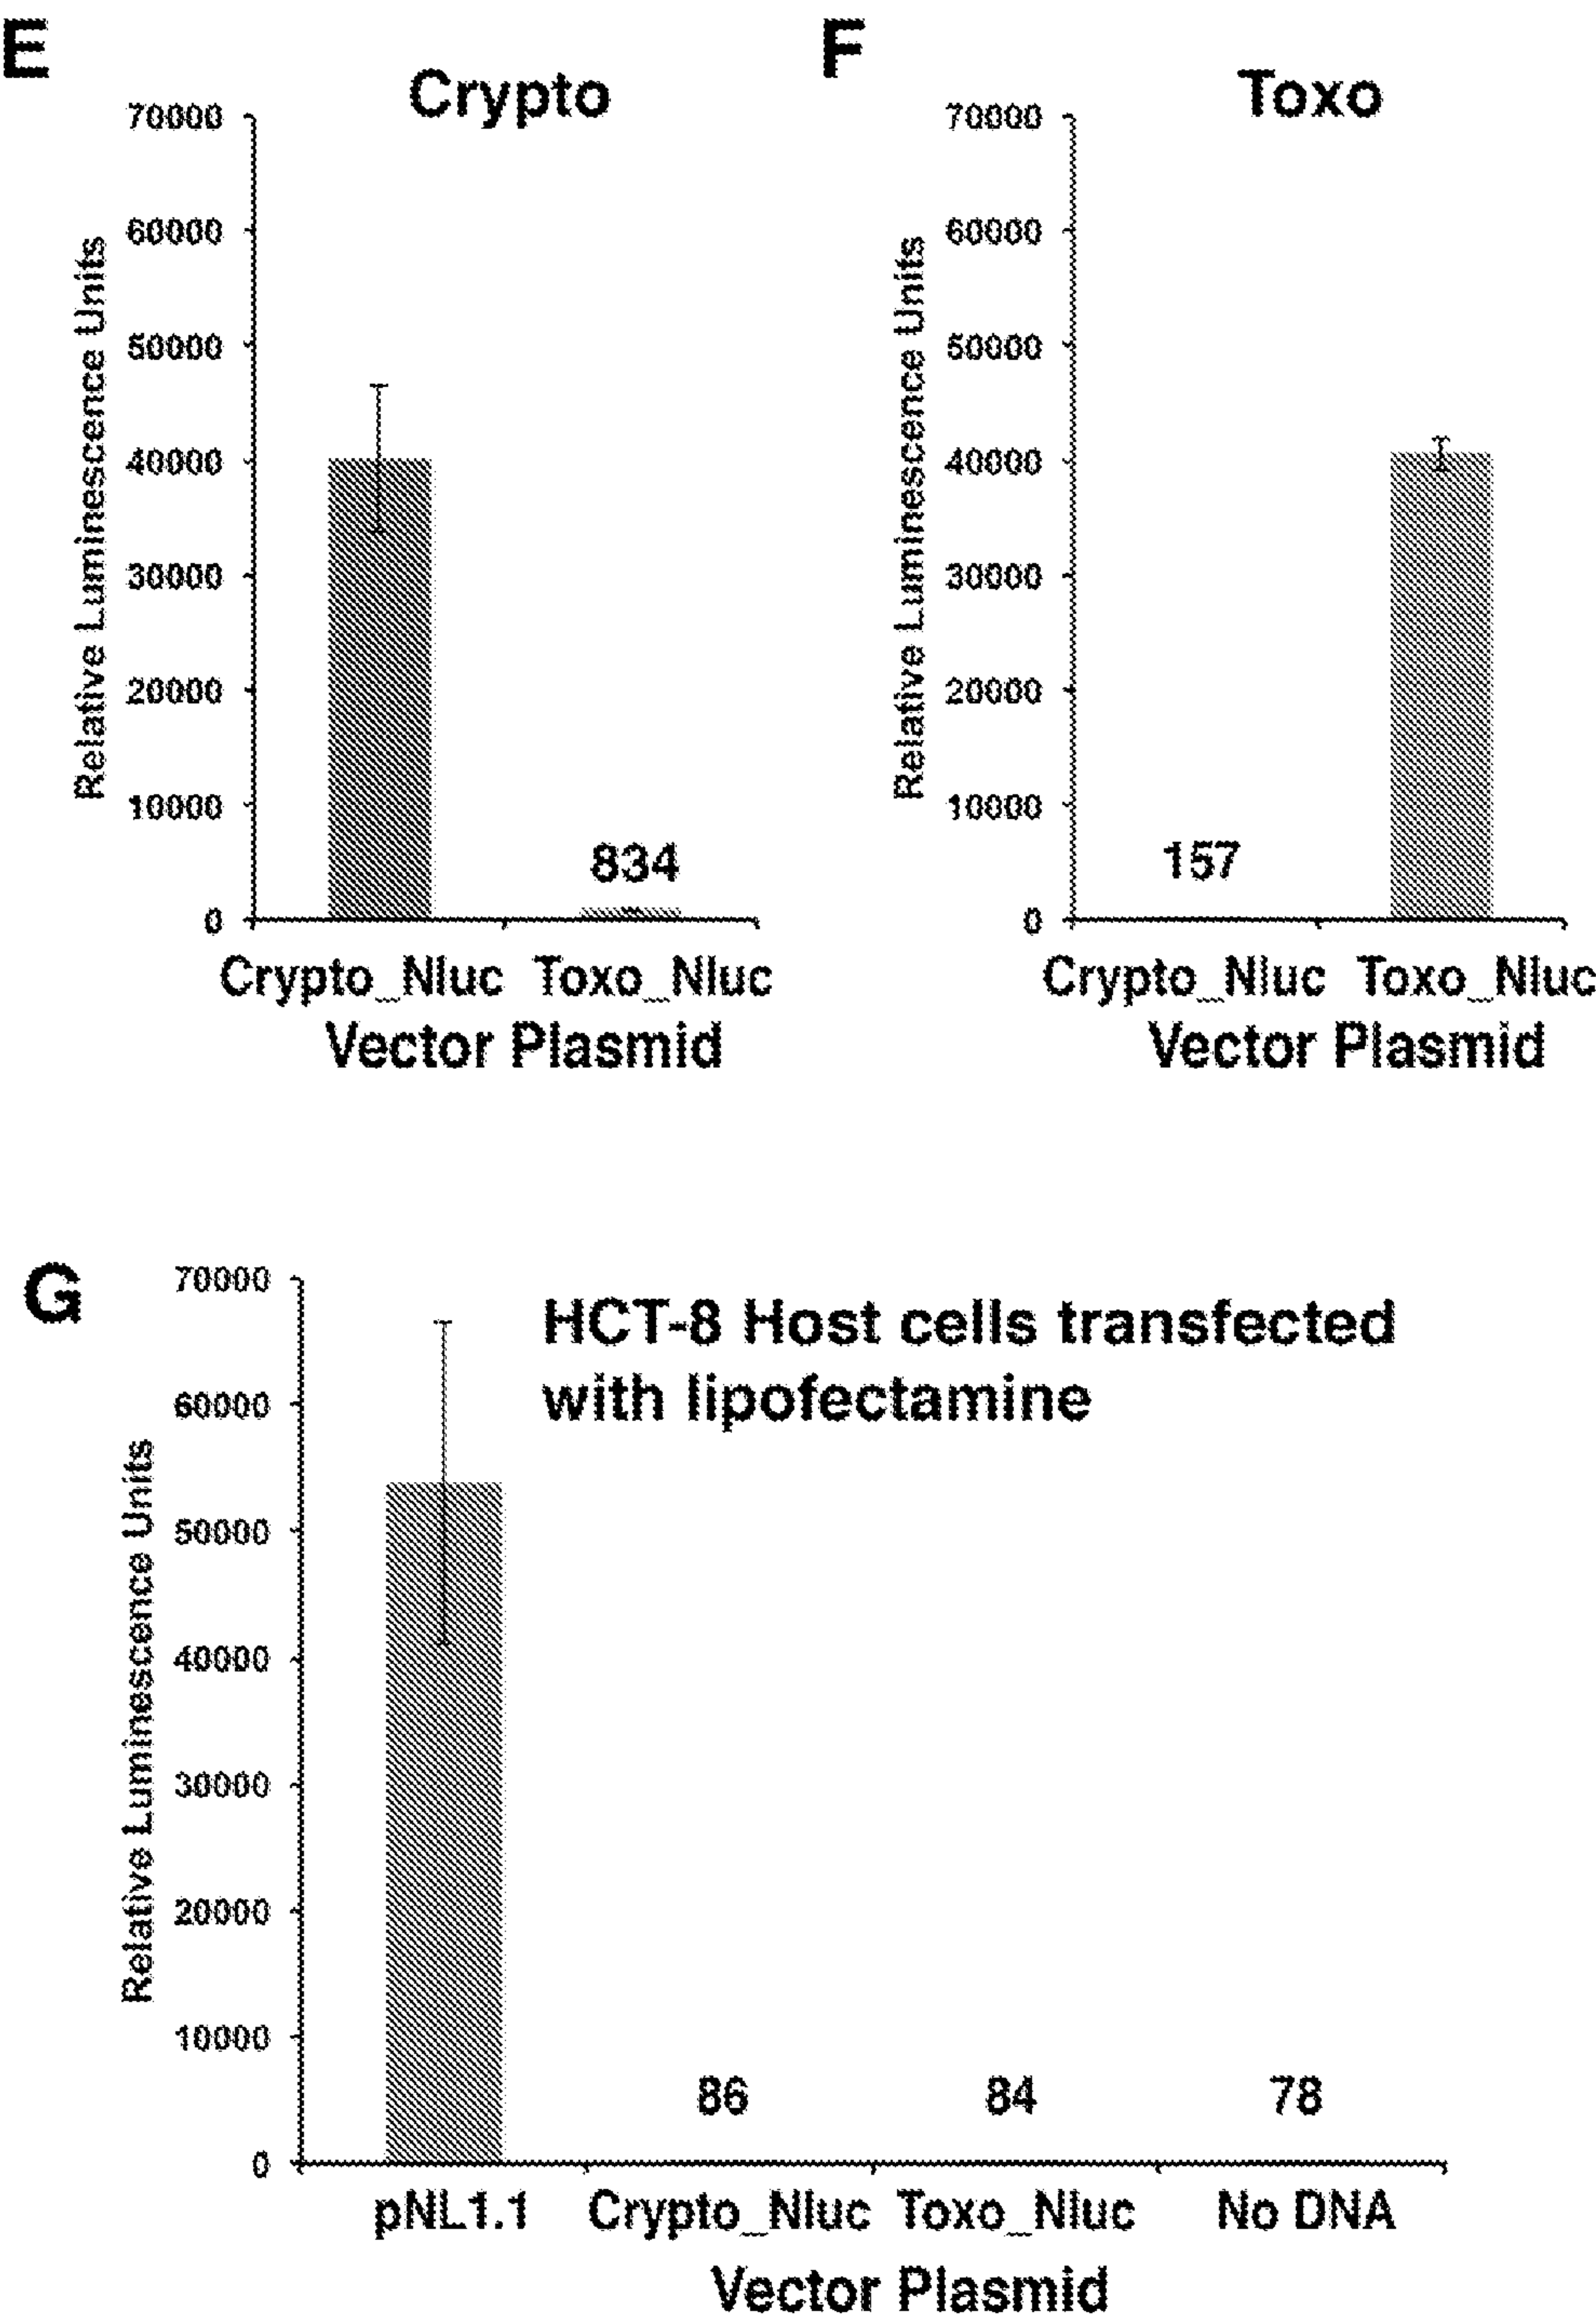 E
Crypto
70000
60000
50000
40000
30000
20000
10000
0
Relative Luminescence Units
834
Crypto_Nluc Toxo_Nluc
Vector Plasmid
F
Toxo
70000
60000
50000
40000
30000
20000
10000
0
Relative Luminescence Units
157
Crypto_Nluc Toxo_Nluc
Vector Plasmid
G
HCT-8 Host cells transfected
with lipofectamine
70000
60000
50000
40000
30000
20000
10000
0
Relative Luminescence Units
86 84 78
pNL1.1 Crypto_Nluc Toxo_Nluc No DNA
Vector Plasmid